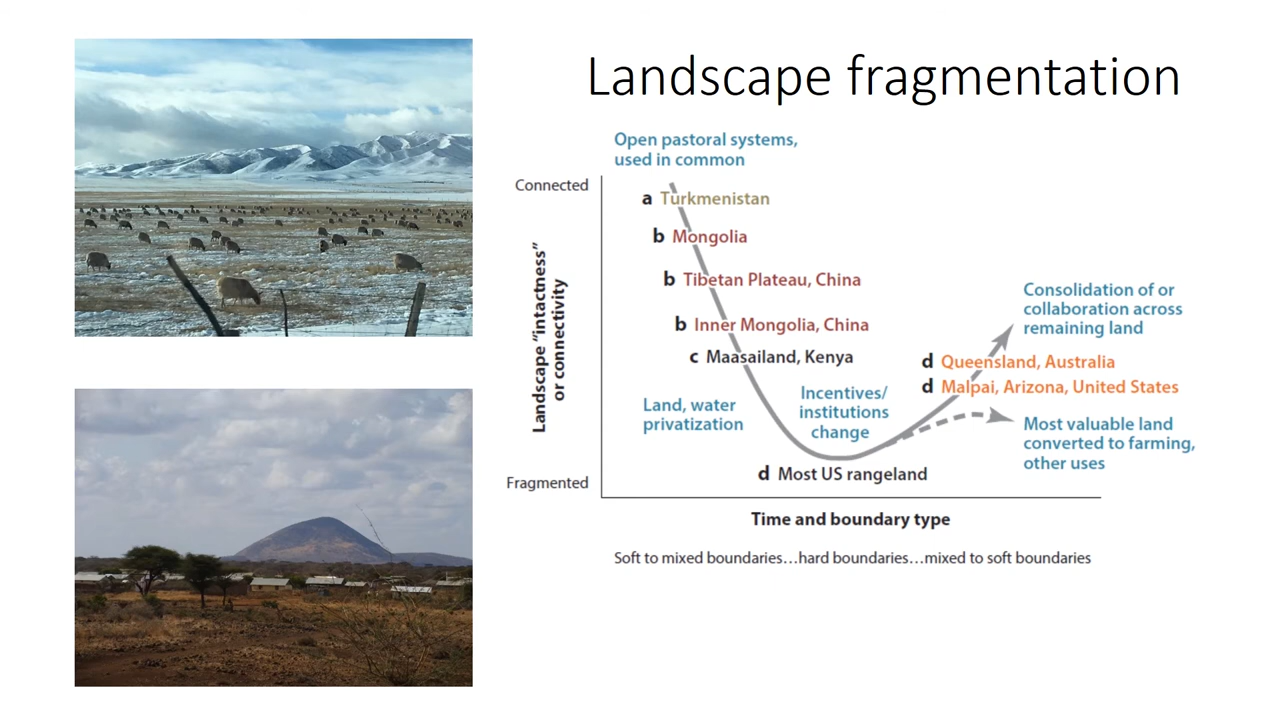 Landscape fragmentation
Open pastoral systems,
used in common
Connected
a Turkmenistan
b Mongolia
b Tibetan Plateau, China
b Inner Mongolia, China
c Maasailand, Kenya
Landscape “intactness”
or connectivity
Land, water
privatization
Incentives/
institutions
change
Consolidation of or
collaboration across
remaining land
d Queensland, Australia
d Malpai, Arizona, United States
Most valuable land
converted to farming,
other uses
d Most US rangeland
Fragmented
Time and boundary type
Soft to mixed boundaries…hard boundaries…mixed to soft boundaries